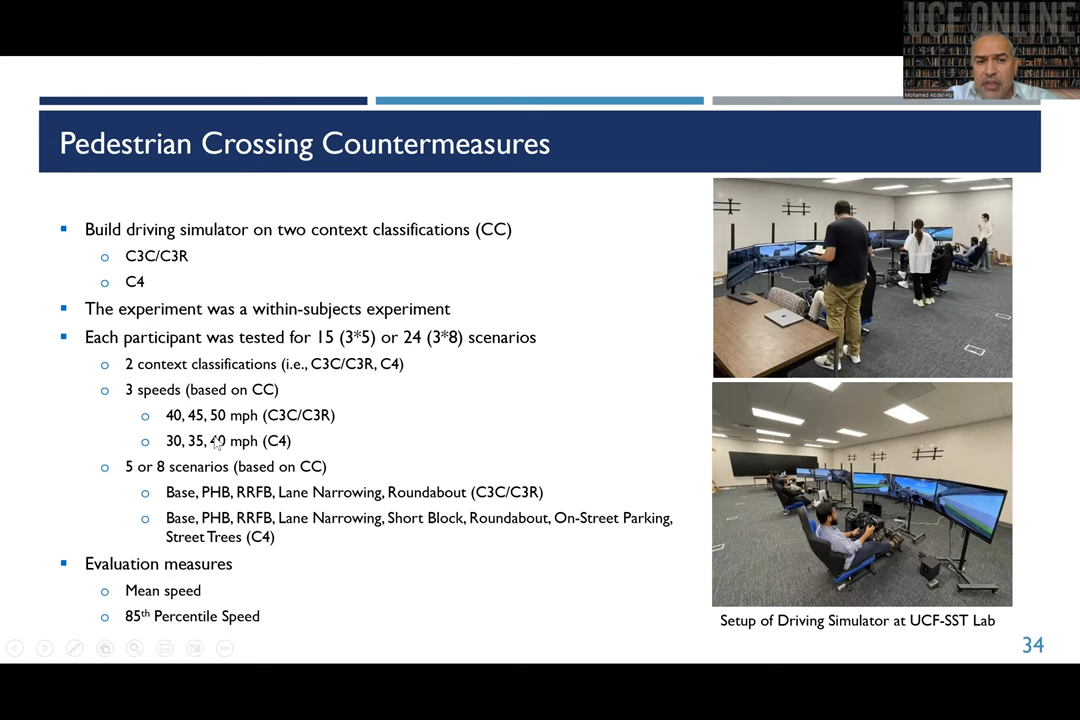 UCF ONLINE
Mohamed Abdel-Aty
Pedestrian Crossing Countermeasures
Build driving simulator on two context classifications (CC)
C3C/C3R
C4
The experiment was a within-subjects experiment
Each participant was tested for 15 (3*5) or 24 (3*8) scenarios
2 context classifications (i.e., C3C/C3R, C4)
3 speeds (based on CC)
40, 45, 50 mph (C3C/C3R)
30, 35, 40 mph (C4)
5 or 8 scenarios (based on CC)
Base, PHB, RRFB, Lane Narrowing, Roundabout (C3C/C3R)
Base, PHB, RRFB, Lane Narrowing, Short Block, Roundabout, On-Street Parking,
Street Trees (C4)
Evaluation measures
Mean speed
85th Percentile Speed
Setup of Driving Simulator at UCF-SST Lab
34